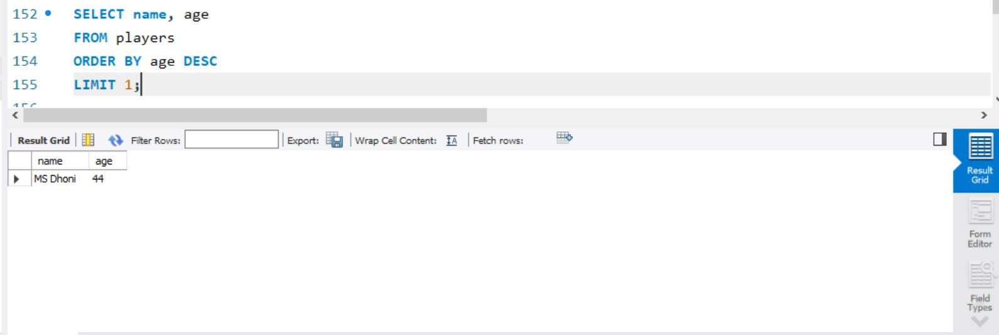 152 SELECT name, age
153 FROM players
154 ORDER BY age DESC
155 LIMIT 1;
Result Grid Filter Rows: Export: Wrap Cell Content: Fetch rows:
name age
MS Dhoni 44
Result
Grid
Form
Editor
Field
Types